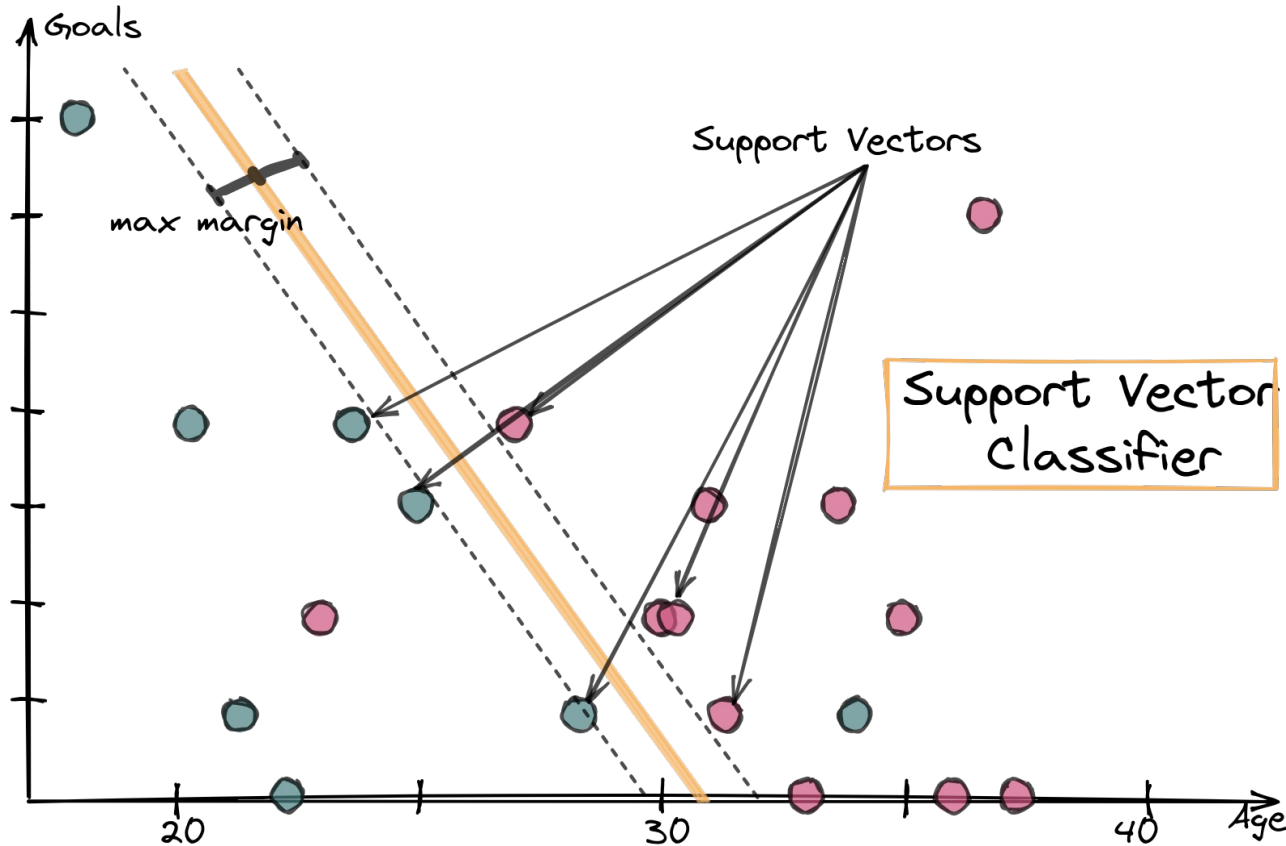 Goals
Support Vectors
max margin
Support Vector
Classifier
20
30
40
Age